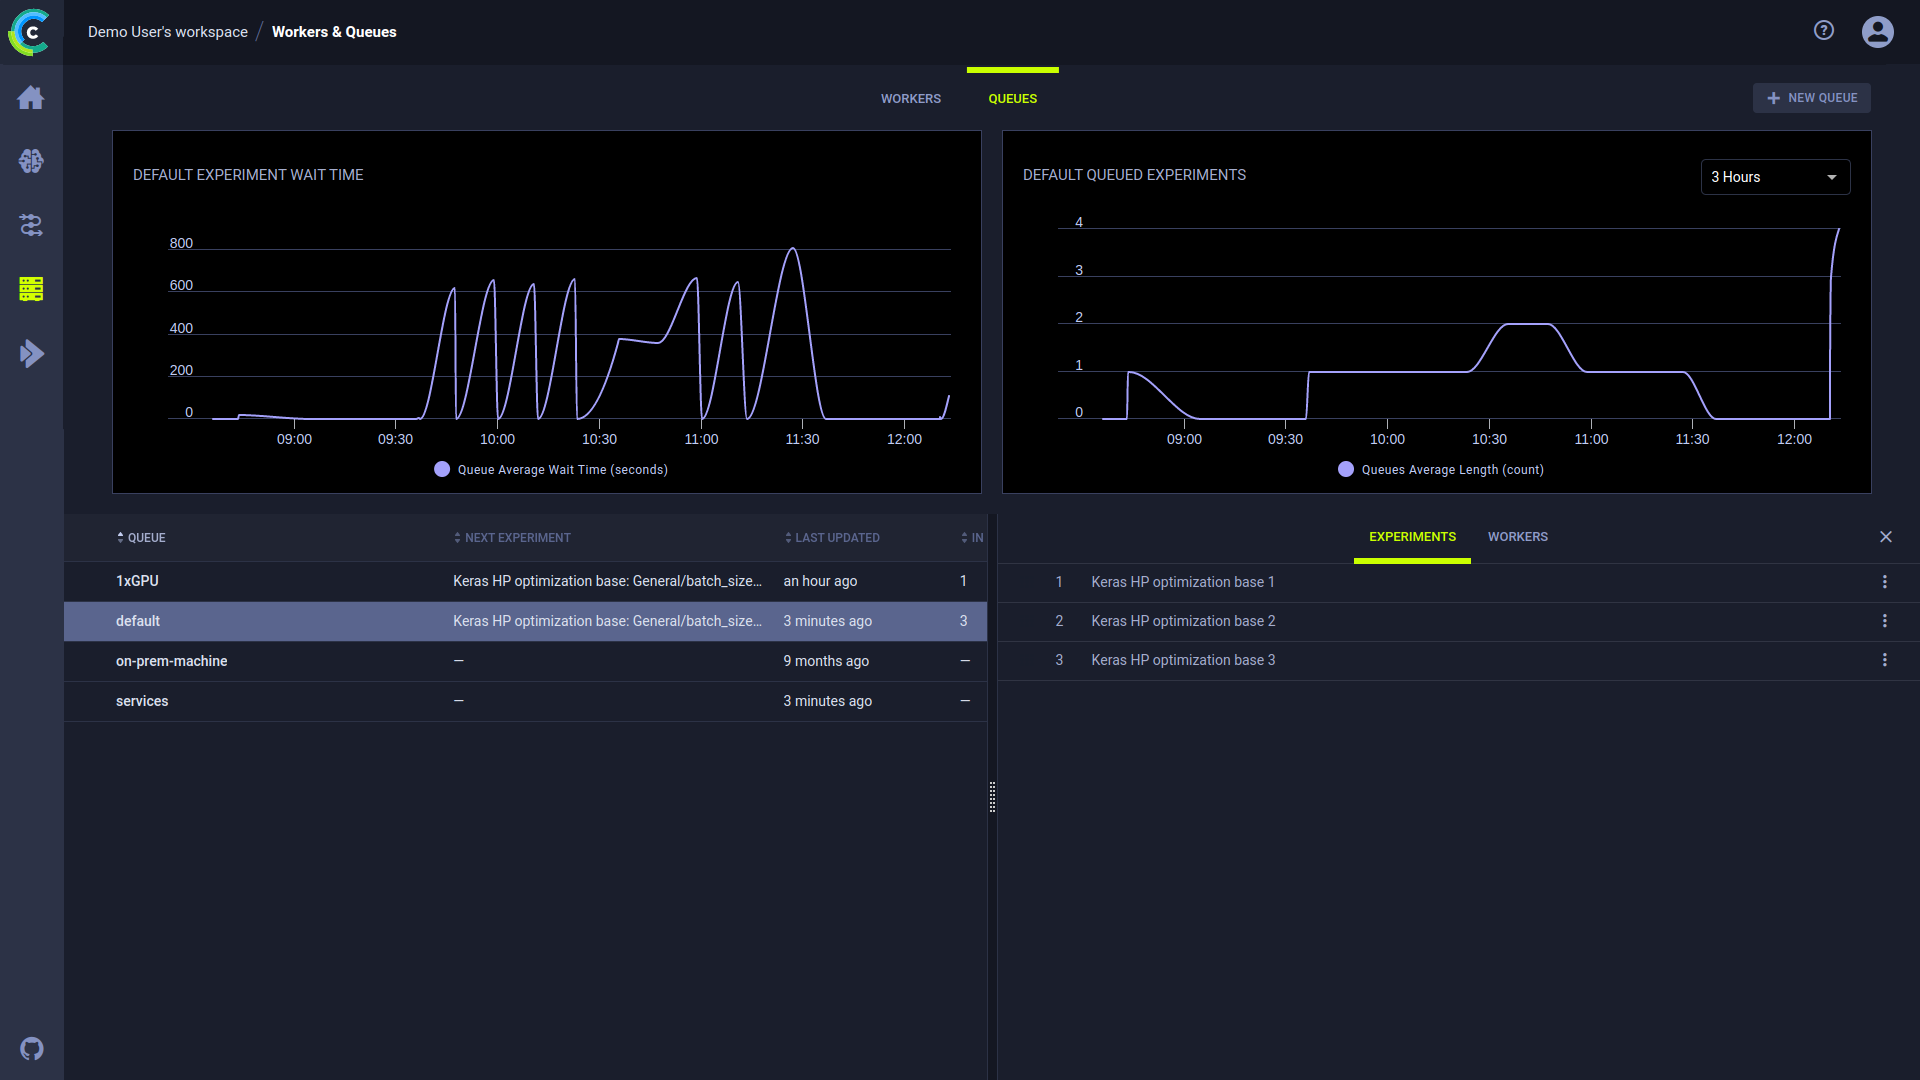 Demo User's workspace / Workers & Queues
WORKERS
QUEUES
+ NEW QUEUE
DEFAULT EXPERIMENT WAIT TIME
800
600
400
200
0
09:00 09:30 10:00 10:30 11:00 11:30 12:00
Queue Average Wait Time (seconds)
DEFAULT QUEUED EXPERIMENTS
3 Hours
4
3
2
1
0
09:00 09:30 10:00 10:30 11:00 11:30 12:00
Queues Average Length (count)
QUEUE NEXT EXPERIMENT LAST UPDATED IN
1xGPU Keras HP optimization base: General/batch_size... an hour ago 1
default Keras HP optimization base: General/batch_size... 3 minutes ago 3
on-prem-machine — 9 months ago —
services — 3 minutes ago —
EXPERIMENTS WORKERS
1 Keras HP optimization base 1
2 Keras HP optimization base 2
3 Keras HP optimization base 3